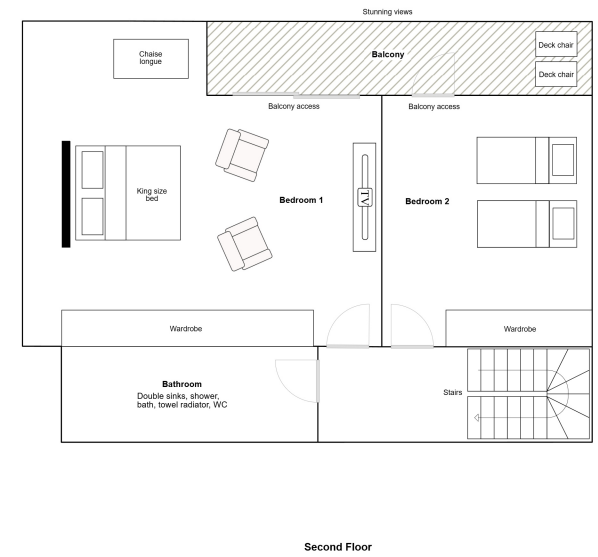 Stunning views
Chaise
longue
Balcony
Deck chair
Deck chair
Balcony access
Balcony access
King size
bed
Bedroom 1
TV
Bedroom 2
Wardrobe
Wardrobe
Bathroom
Double sinks, shower,
bath, towel radiator, WC
Stairs
Second Floor